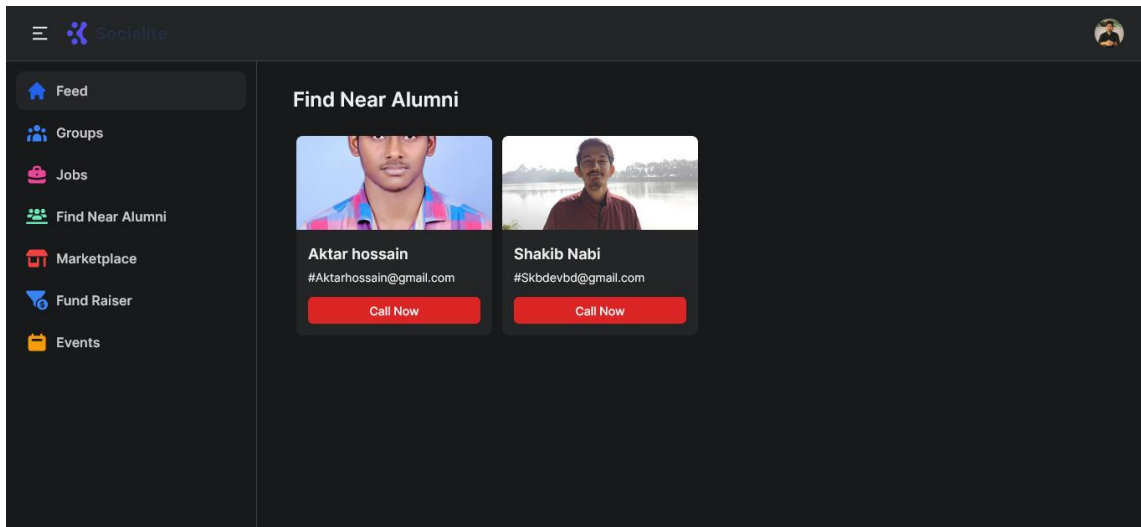 Socialite
Feed
Groups
Jobs
Find Near Alumni
Marketplace
Fund Raiser
Events
Find Near Alumni
Aktar hossain
#Aktarhossain@gmail.com
Call Now
Shakib Nabi
#Skbdevbd@gmail.com
Call Now